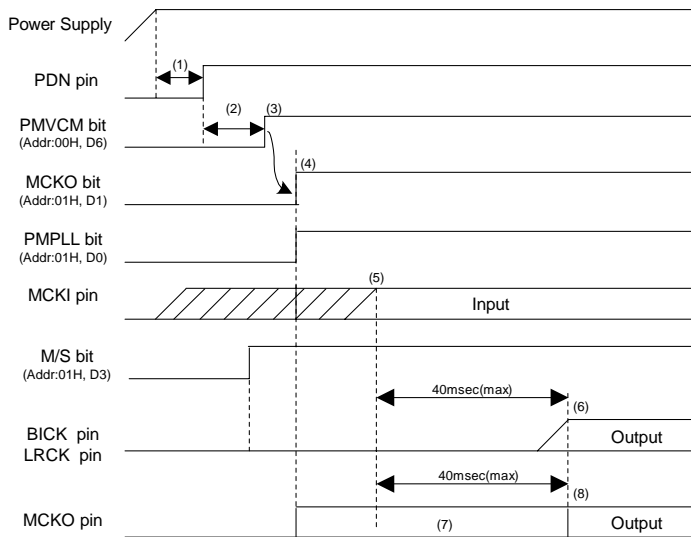 Power Supply
(1)
PDN pin
(2)
(3)
PMVCM bit
(Addr:00H, D6)
(4)
MCKO bit
(Addr:01H, D1)
PMPLL bit
(Addr:01H, D0)
(5)
MCKI pin
Input
M/S bit
(Addr:01H, D3)
40msec(max)
(6)
BICK pin
Output
LRCK pin
40msec(max)
(8)
MCKO pin
(7)
Output